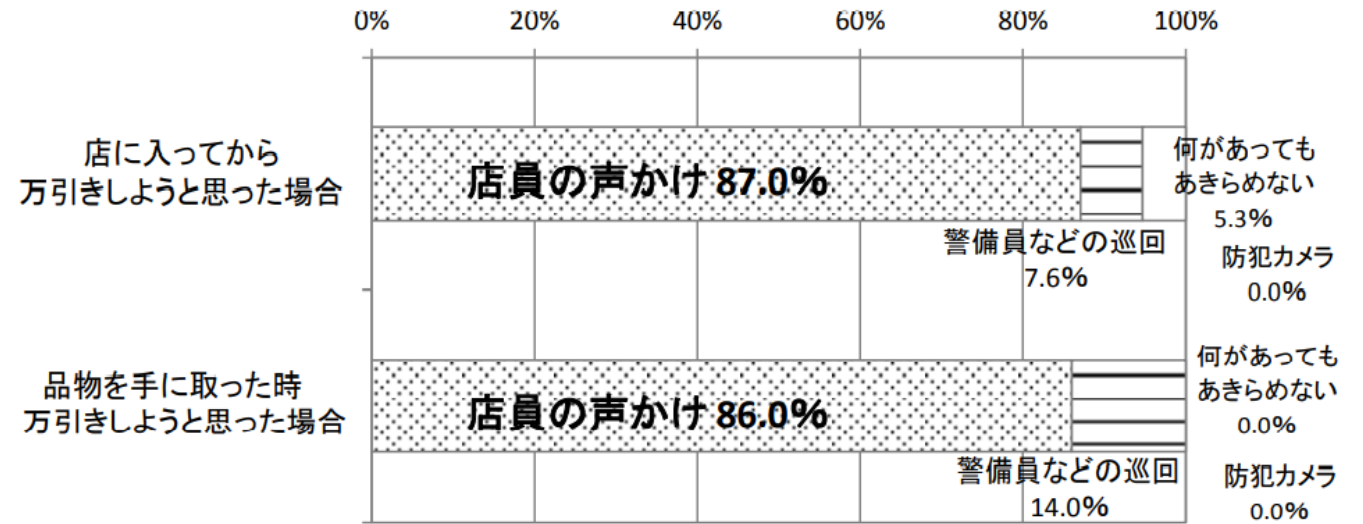 0% 20% 40% 60% 80% 100%
店に入ってから
万引きしようと思った場合
店員の声かけ 87.0%
何があっても
あきらめない
5.3%
警備員などの巡回
7.6%
防犯カメラ
0.0%
品物を手に取った時
万引きしようと思った場合
店員の声かけ 86.0%
何があっても
あきらめない
0.0%
警備員などの巡回
14.0%
防犯カメラ
0.0%